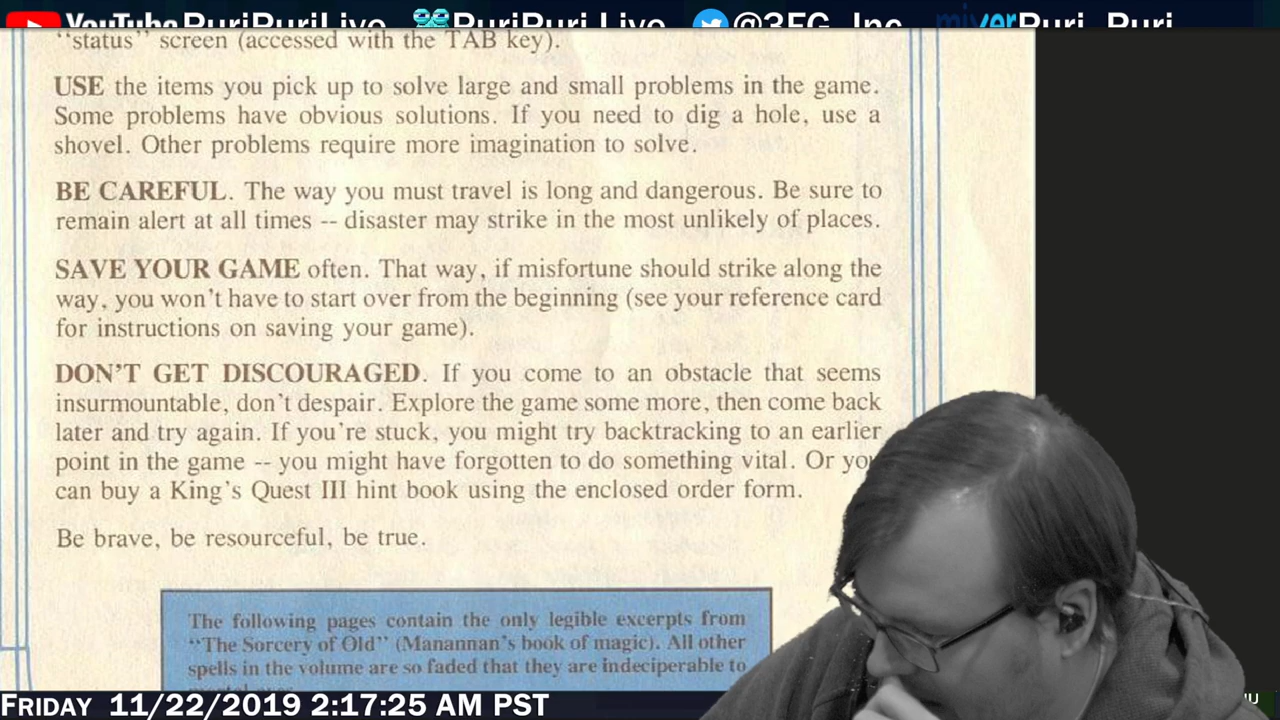 YouTube PuriPuriLive PuriPuri Live @3FG_Inc Puri_Puri
"status" screen (accessed with the TAB key).
USE the items you pick up to solve large and small problems in the game.
Some problems have obvious solutions. If you need to dig a hole, use a
shovel. Other problems require more imagination to solve.
BE CAREFUL. The way you must travel is long and dangerous. Be sure to
remain alert at all times -- disaster may strike in the most unlikely of places.
SAVE YOUR GAME often. That way, if misfortune should strike along the
way, you won't have to start over from the beginning (see your reference card
for instructions on saving your game).
DON'T GET DISCOURAGED. If you come to an obstacle that seems
insurmountable, don't despair. Explore the game some more, then come back
later and try again. If you're stuck, you might try backtracking to an earlier
point in the game -- you might have forgotten to do something vital. Or you
can buy a King's Quest III hint book using the enclosed order form.
Be brave, be resourceful, be true.
The following pages contain the only legible excerpts from
"The Sorcery of Old" (Manannan's book of magic). All other
spells in the volume are so faded that they are indeciperable to
FRIDAY 11/22/2019 2:17:25 AM PST